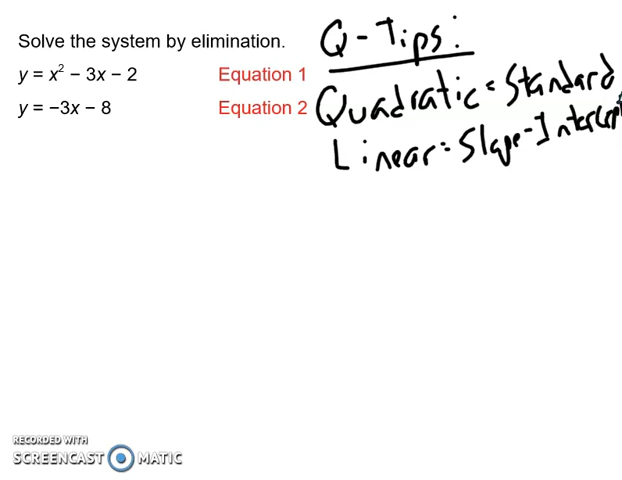 Solve the system by elimination.
y = x² − 3x − 2 Equation 1
y = −3x − 8 Equation 2
Q-Tips:
Quadratic = Standard
Linear = Slope-Intercept
RECORDED WITH
SCREENCAST MATIC